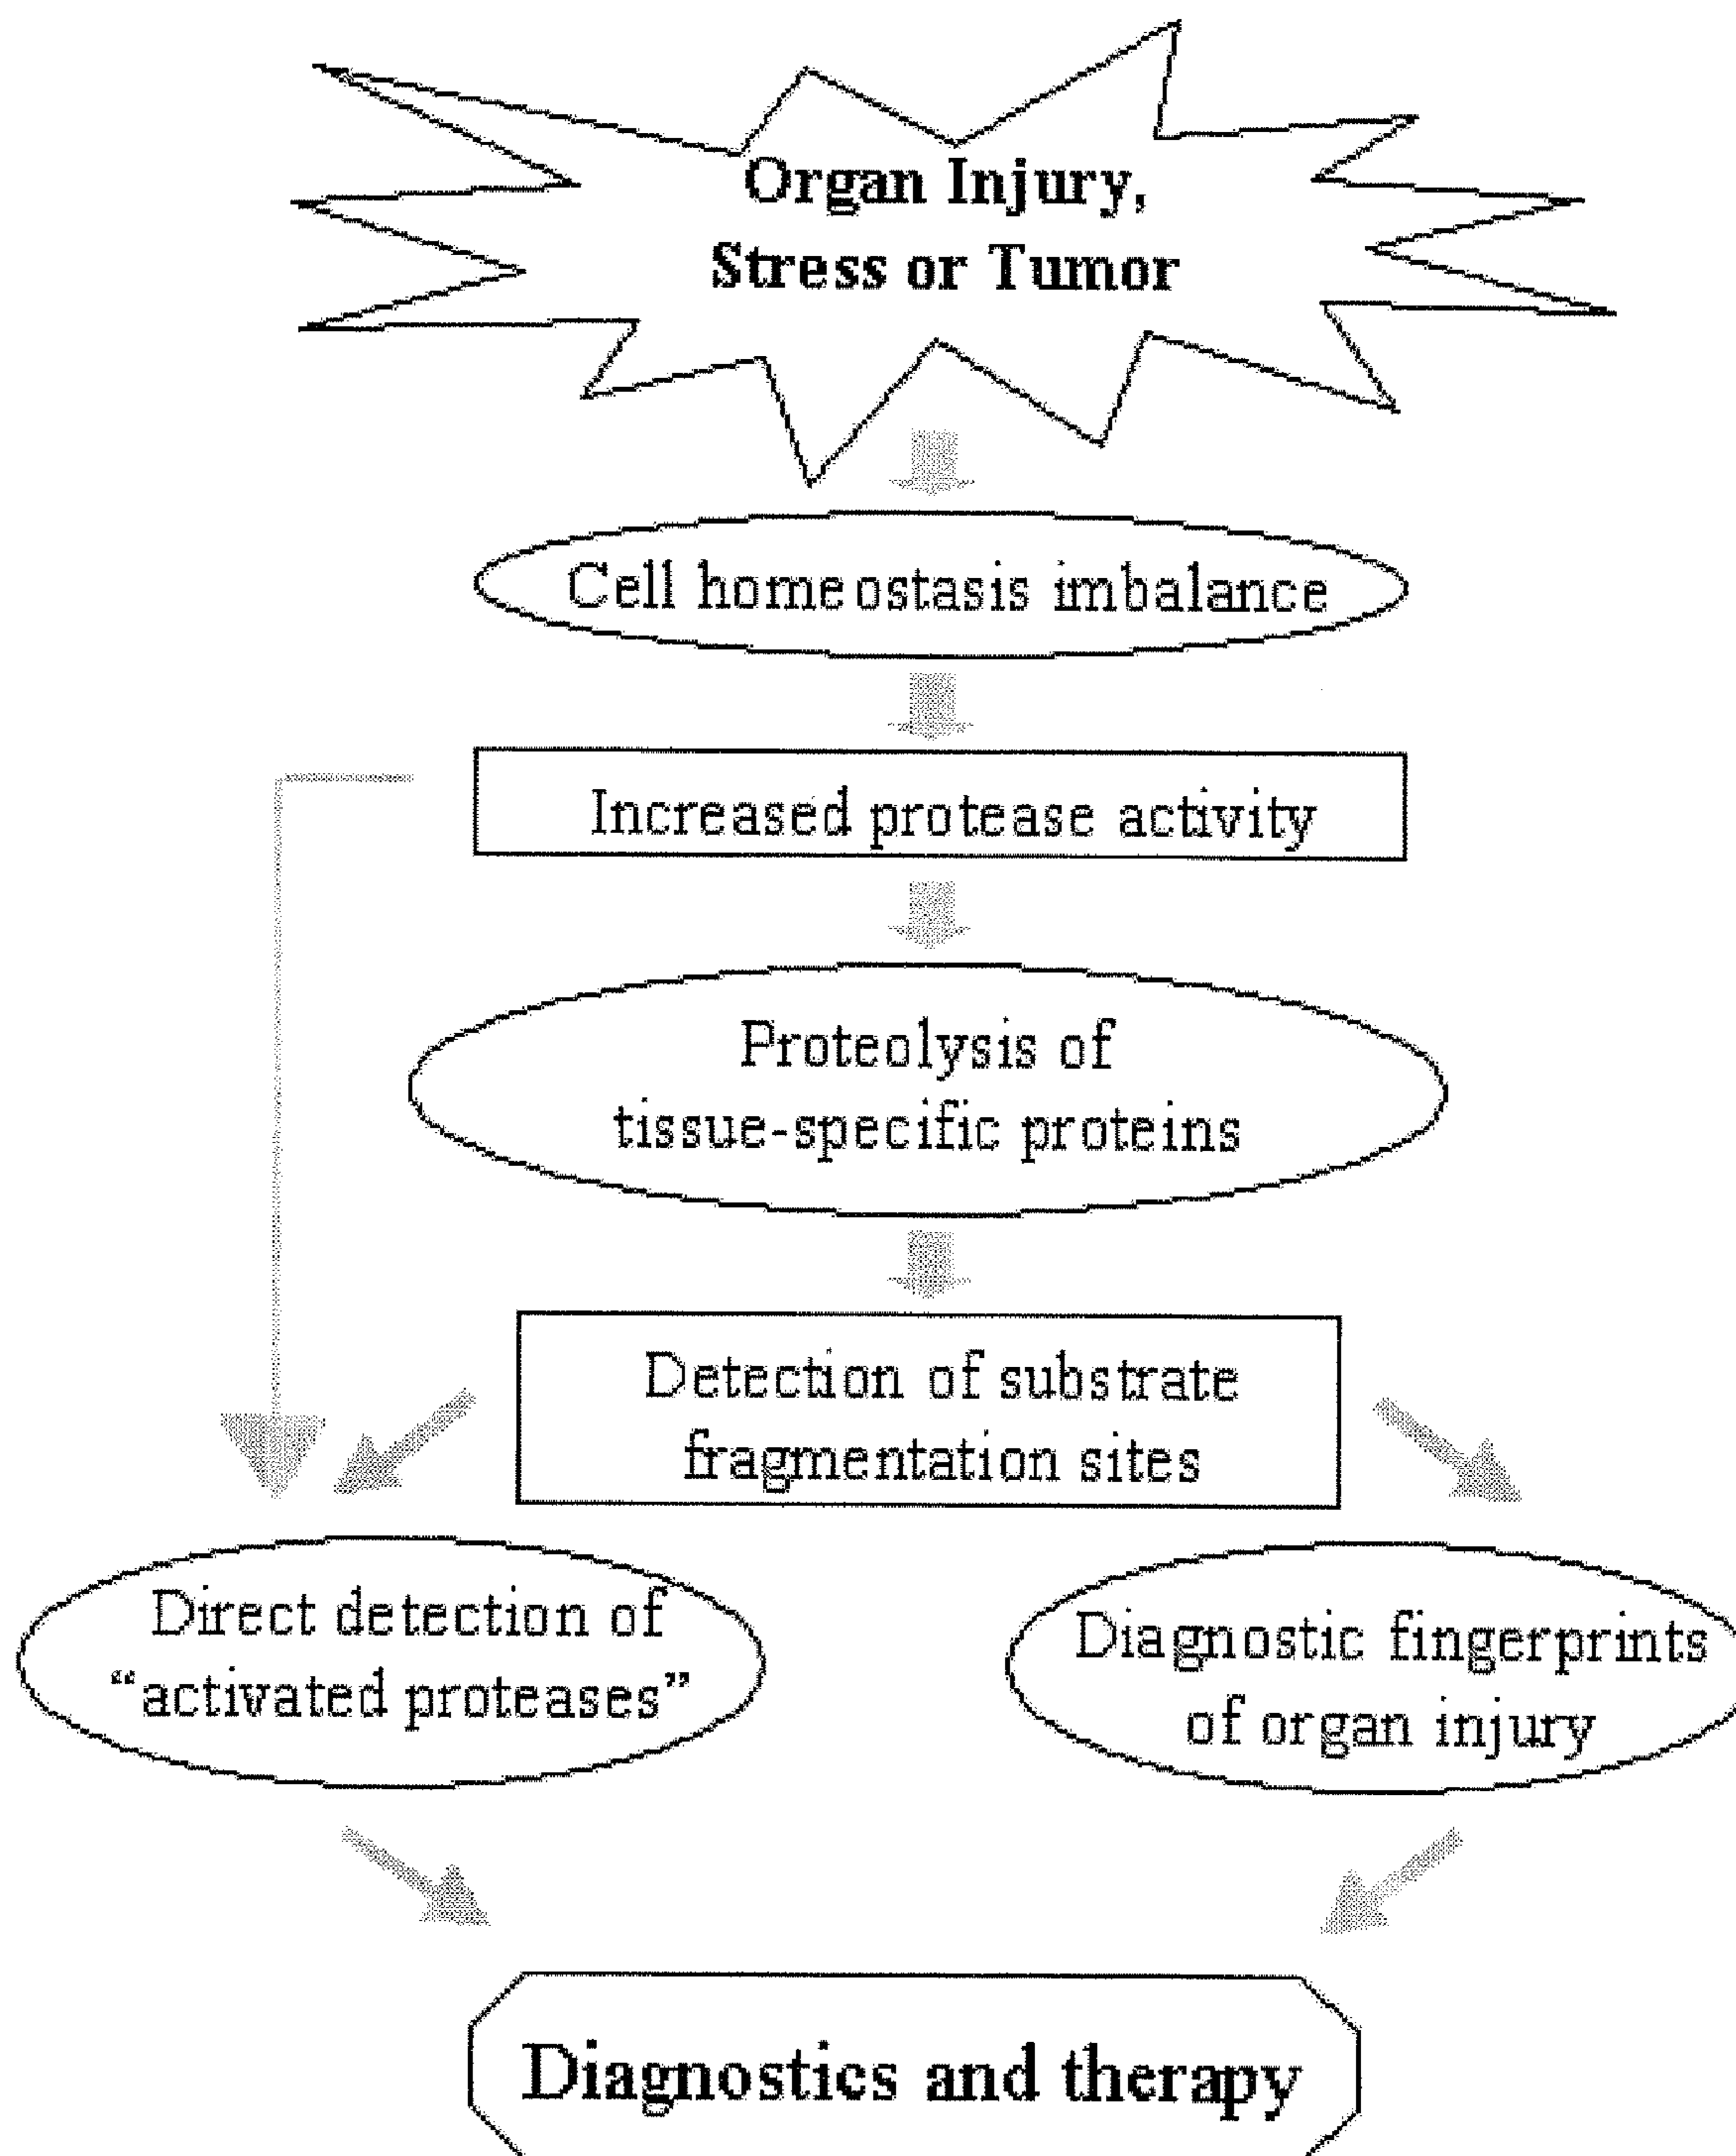 Organ Injury,
Stress or Tumor
Cell homeostasis imbalance
Increased protease activity
Proteolysis of
tissue-specific proteins
Detection of substrate
fragmentation sites
Direct detection of
“activated proteases”
Diagnostic fingerprints
of organ injury
Diagnostics and therapy